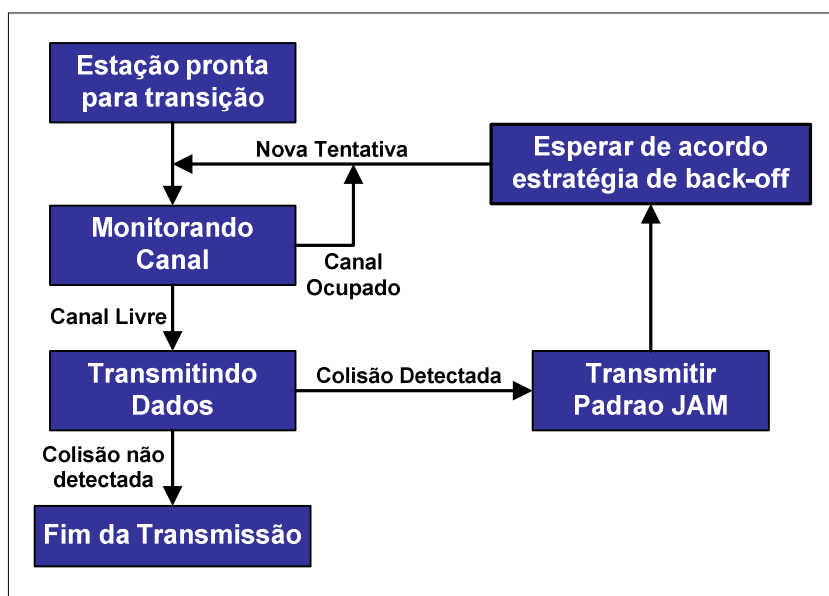 Estação pronta
para transição
Nova Tentativa
Esperar de acordo
estratégia de back-off
Monitorando
Canal
Canal
Ocupado
Canal Livre
Transmitindo
Dados
Colisão Detectada
Transmitir
Padrao JAM
Colisão não
detectada
Fim da Transmissão